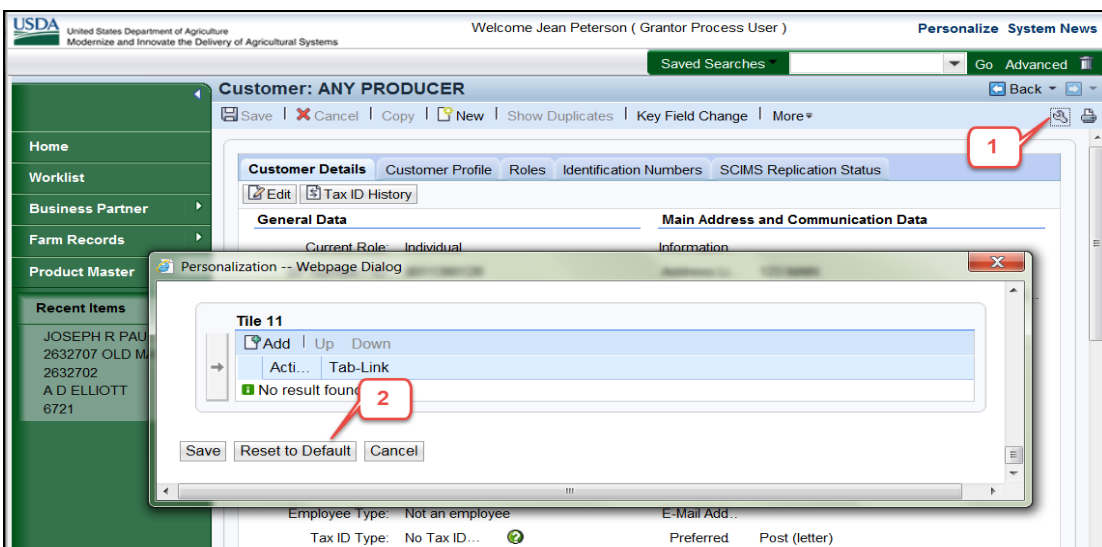 USDA United States Department of Agriculture
Modernize and Innovate the Delivery of Agricultural Systems
Welcome Jean Peterson ( Grantor Process User )
Personalize System News
Saved Searches Go Advanced
Customer: ANY PRODUCER Back
Save Cancel Copy New Show Duplicates Key Field Change More
1
Home
Worklist
Business Partner
Farm Records
Product Master
Recent Items
JOSEPH R PAU
2632707 OLD MA
2632702
A D ELLIOTT
6721
Customer Details Customer Profile Roles Identification Numbers SCIMS Replication Status
Edit Tax ID History
General Data Main Address and Communication Data
Current Role: Individual Information
Personalization -- Webpage Dialog
Tile 11
Add Up Down
Acti... Tab-Link
No result found
2
Save Reset to Default Cancel
Employee Type: Not an employee E-Mail Add..
Tax ID Type: No Tax ID... Preferred Post (letter)